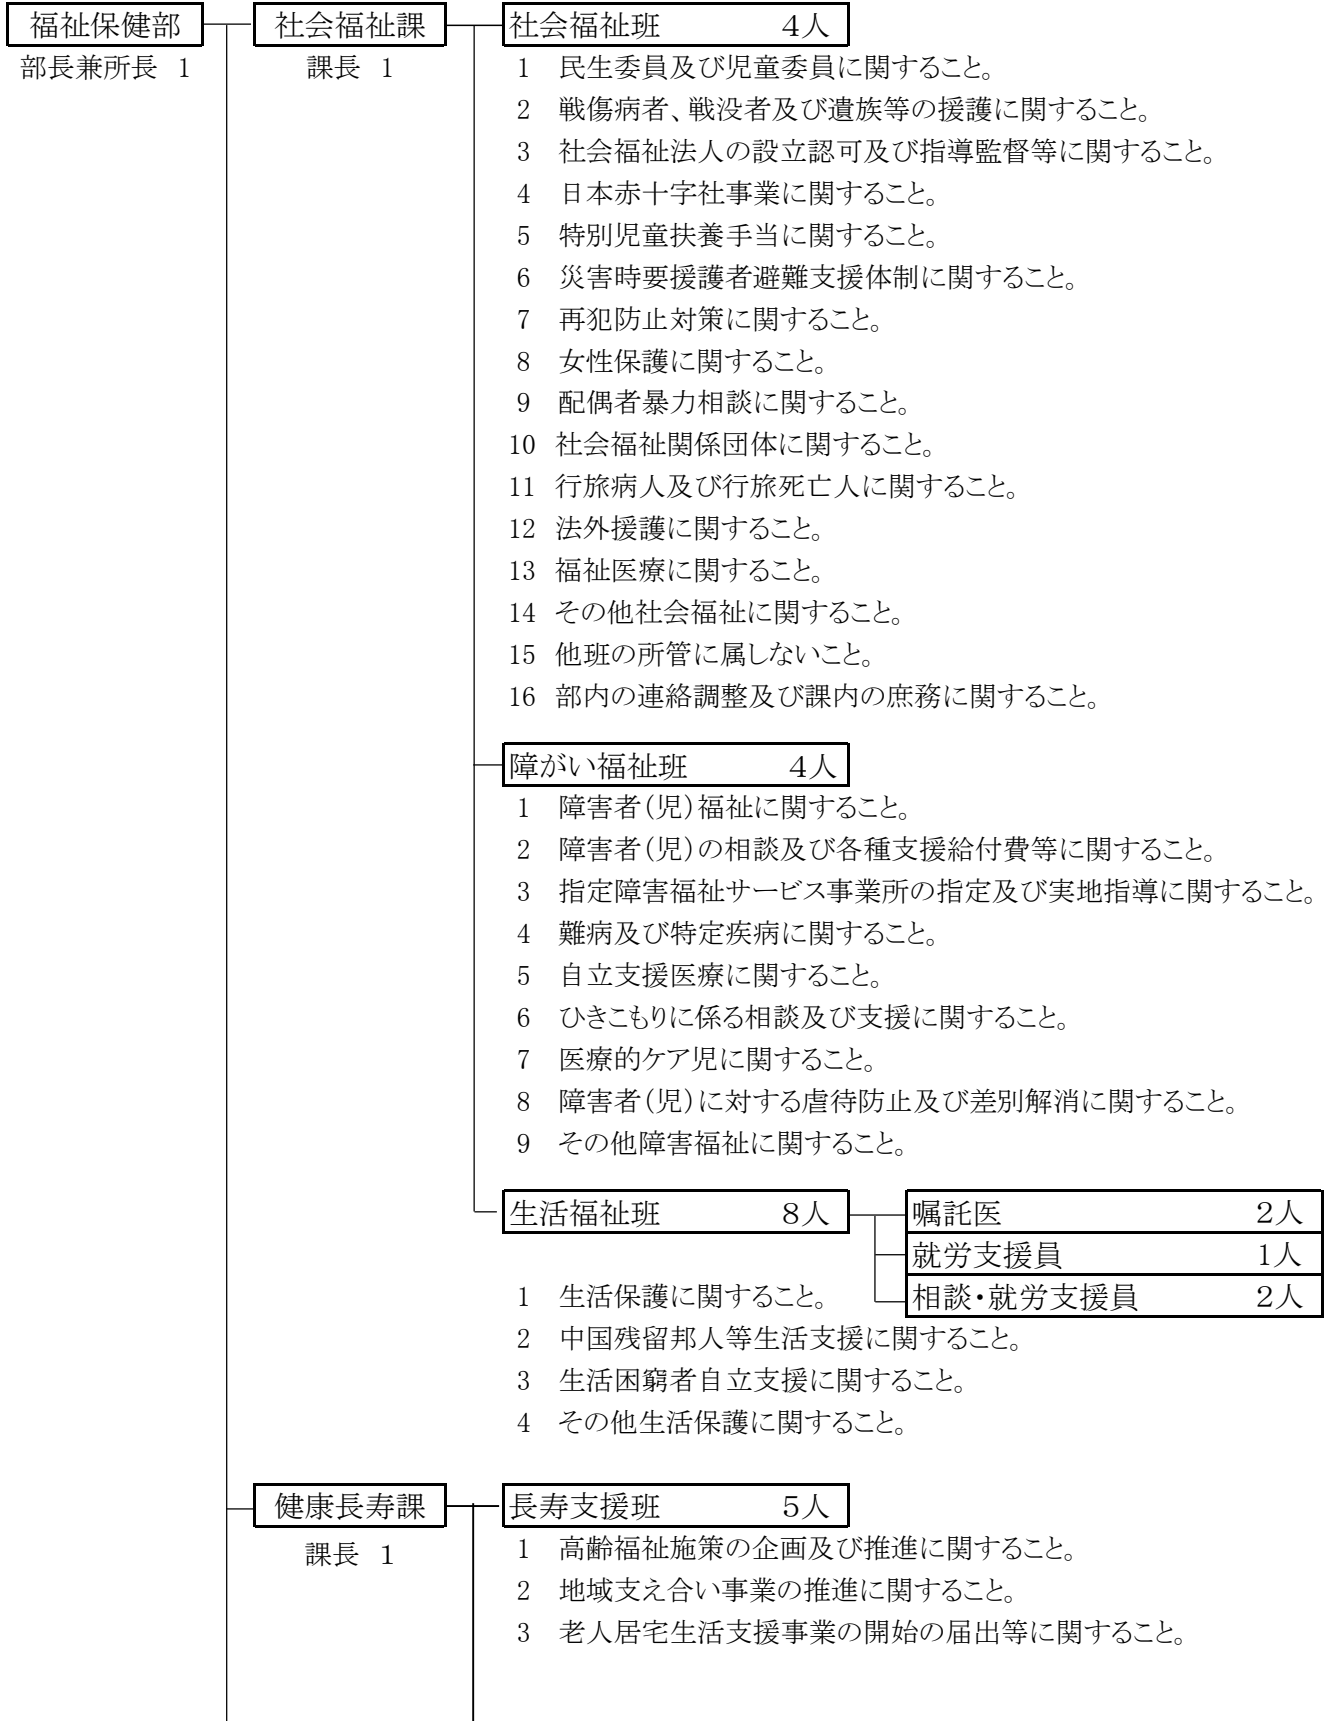 福祉保健部 社会福祉課 社会福祉班 4人
部長兼所長 1 課長 1 1 民生委員及び児童委員に関すること。
2 戦傷病者、戦没者及び遺族等の援護に関すること。
3 社会福祉法人の設立認可及び指導監督等に関すること。
4 日本赤十字社事業に関すること。
5 特別児童扶養手当に関すること。
6 災害時要援護者避難支援体制に関すること。
7 再犯防止対策に関すること。
8 女性保護に関すること。
9 配偶者暴力相談に関すること。
10 社会福祉関係団体に関すること。
11 行旅病人及び行旅死亡人に関すること。
12 法外援護に関すること。
13 福祉医療に関すること。
14 その他社会福祉に関すること。
15 他班の所管に属しないこと。
16 部内の連絡調整及び課内の庶務に関すること。
障がい福祉班 4人
1 障害者(児)福祉に関すること。
2 障害者(児)の相談及び各種支援給付費等に関すること。
3 指定障害福祉サービス事業所の指定及び実地指導に関すること。
4 難病及び特定疾病に関すること。
5 自立支援医療に関すること。
6 ひきこもりに係る相談及び支援に関すること。
7 医療的ケア児に関すること。
8 障害者(児)に対する虐待防止及び差別解消に関すること。
9 その他障害福祉に関すること。
生活福祉班 8人 嘱託医 2人
就労支援員 1人
1 生活保護に関すること。 相談・就労支援員 2人
2 中国残留邦人等生活支援に関すること。
3 生活困窮者自立支援に関すること。
4 その他生活保護に関すること。
健康長寿課 長寿支援班 5人
課長 1 1 高齢福祉施策の企画及び推進に関すること。
2 地域支え合い事業の推進に関すること。
3 老人居宅生活支援事業の開始の届出等に関すること。